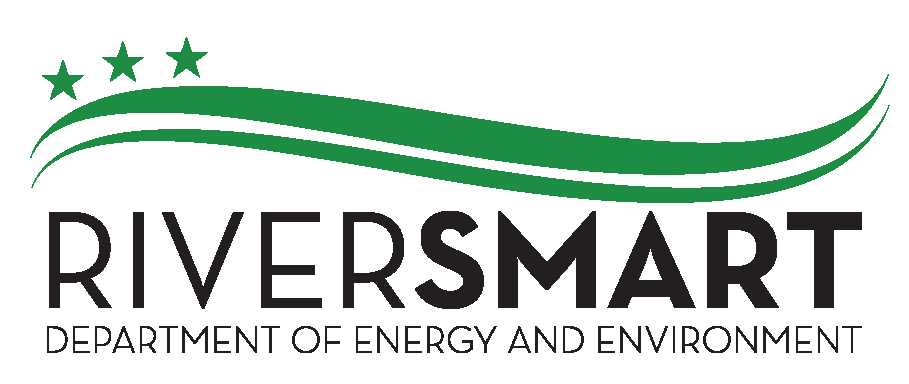 RIVERSMART
DEPARTMENT OF ENERGY AND ENVIRONMENT